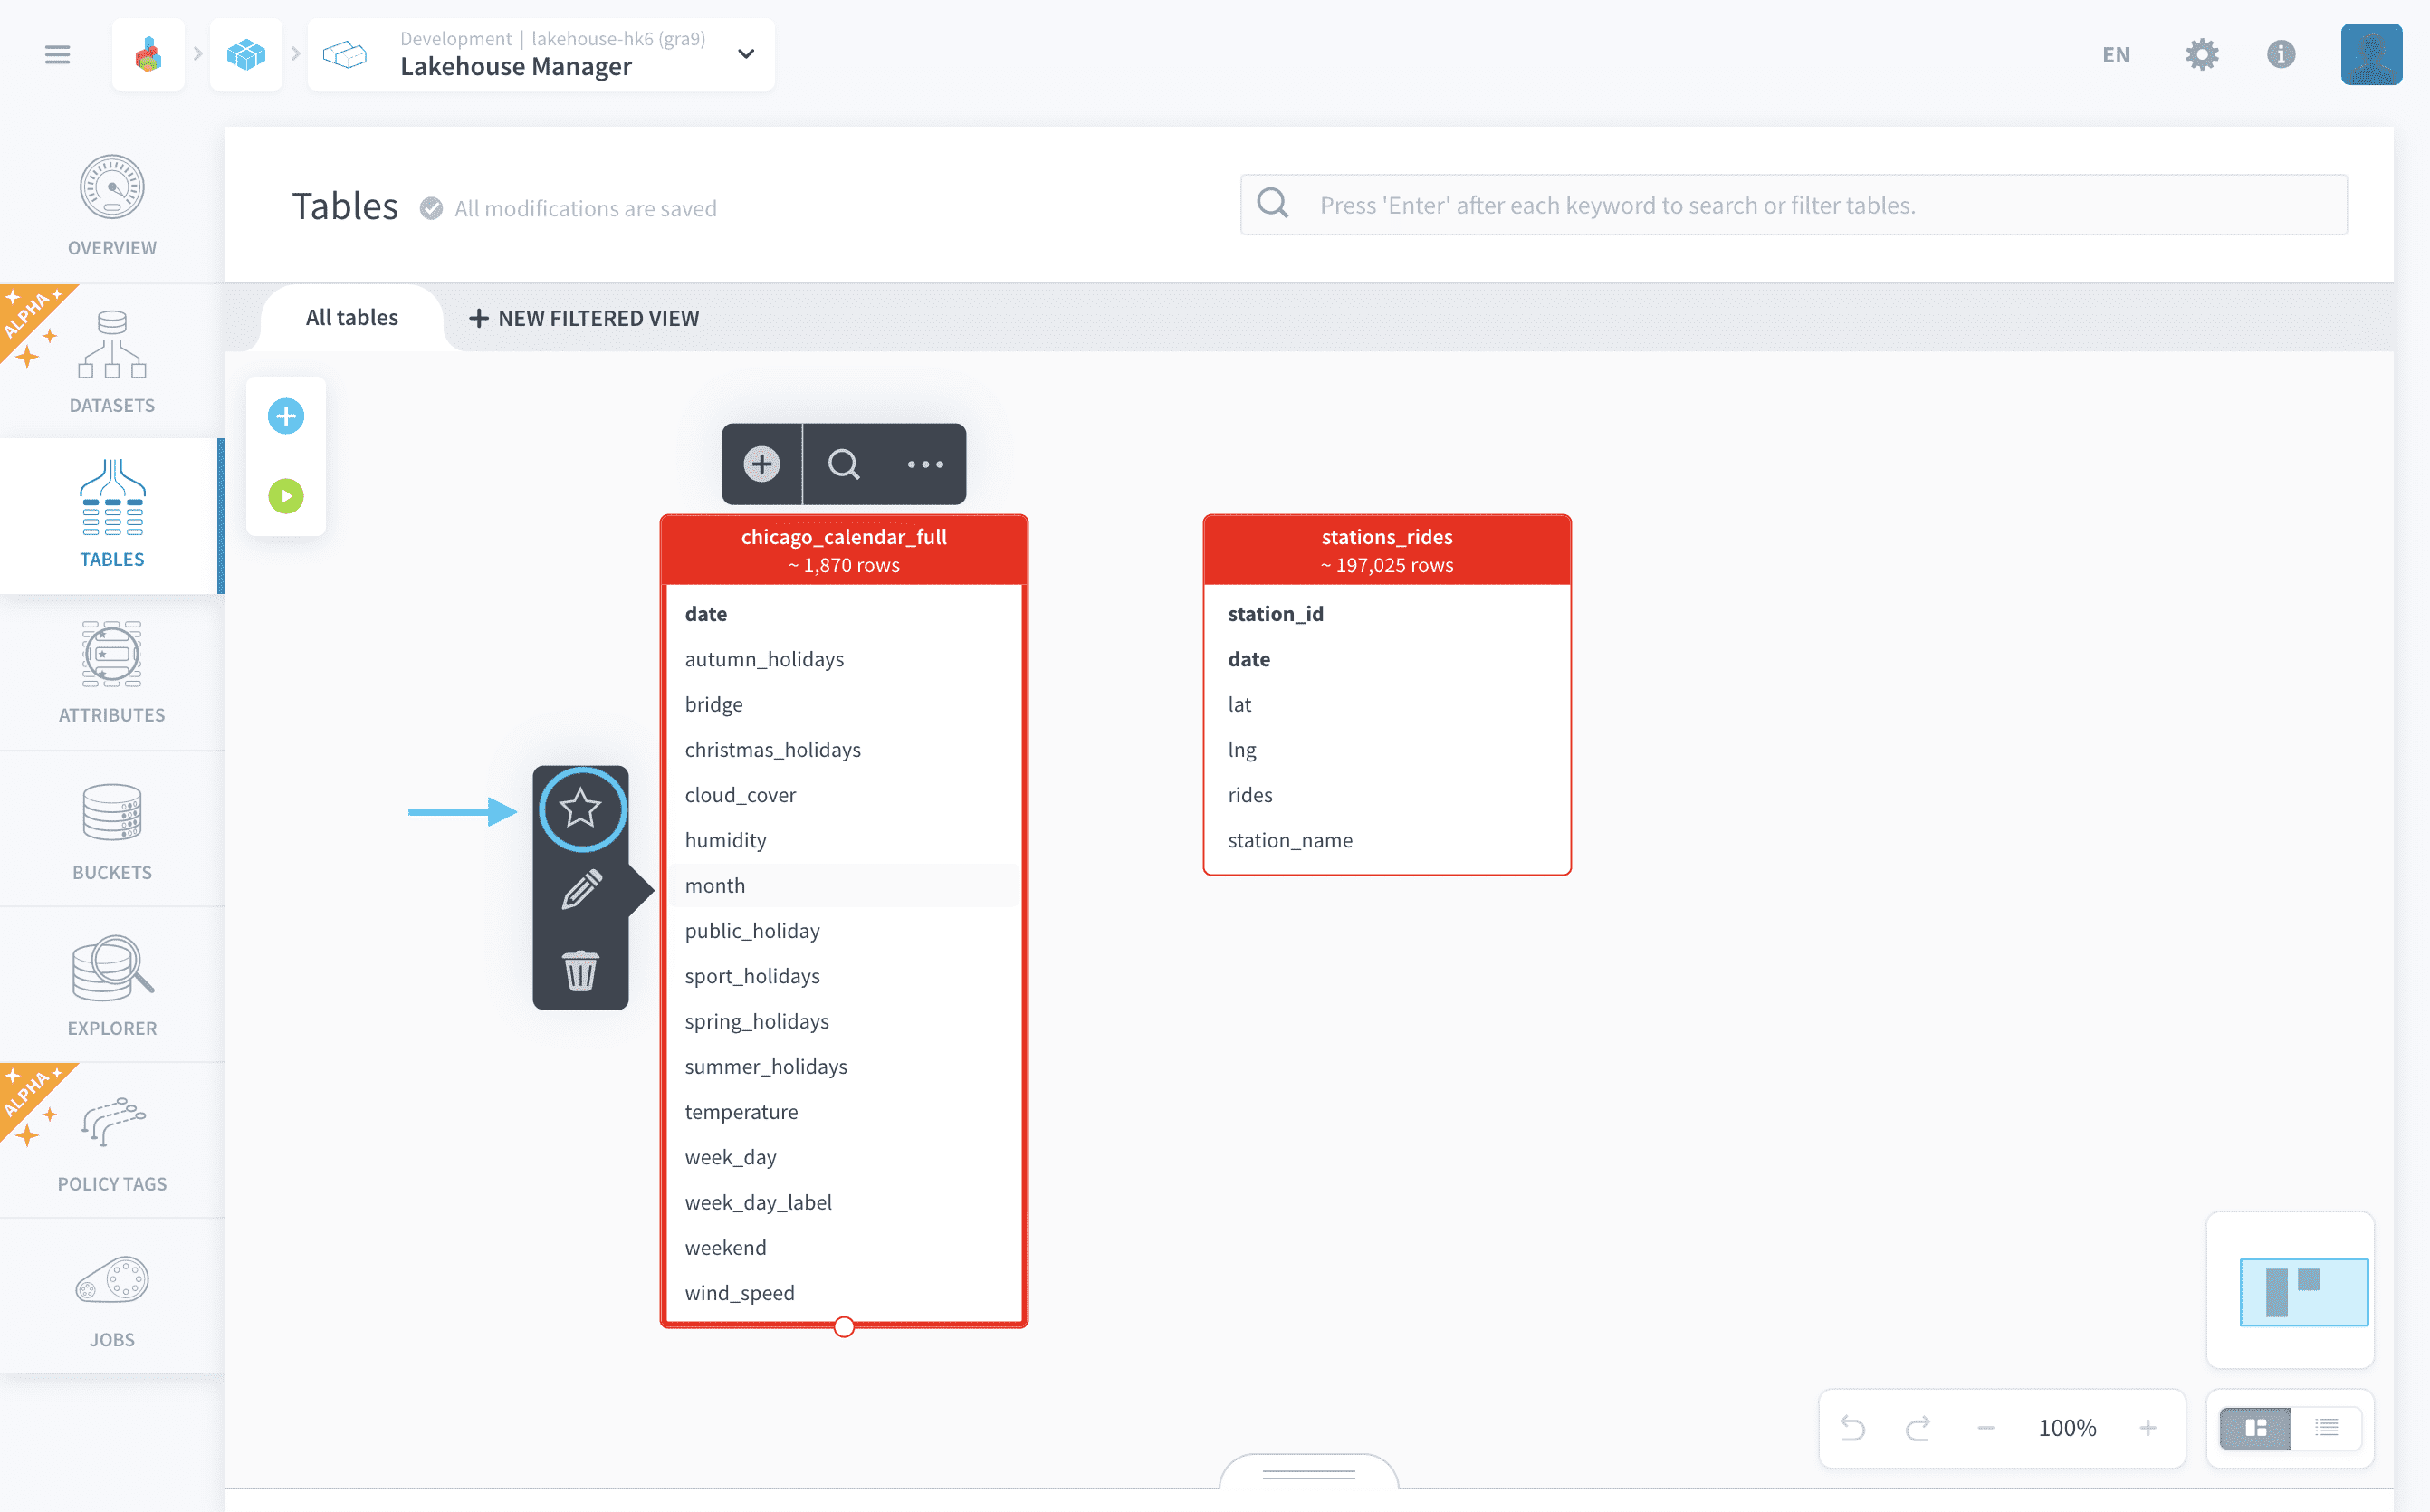 Development | lakehouse-hk6 (gra9)
Lakehouse Manager
EN
OVERVIEW
ALPHA
DATASETS
TABLES
ATTRIBUTES
BUCKETS
EXPLORER
ALPHA
POLICY TAGS
JOBS
Tables
All modifications are saved
Press 'Enter' after each keyword to search or filter tables.
All tables
NEW FILTERED VIEW
chicago_calendar_full
~ 1,870 rows
date
autumn_holidays
bridge
christmas_holidays
cloud_cover
humidity
month
public_holiday
sport_holidays
spring_holidays
summer_holidays
temperature
week_day
week_day_label
weekend
wind_speed
stations_rides
~ 197,025 rows
station_id
date
lat
lng
rides
station_name
100%